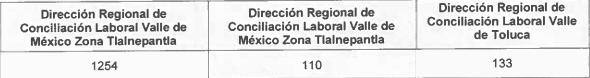 Dirección Regional de
Conciliación Laboral Valle de
México Zona Tlalnepantla
Dirección Regional de
Conciliación Laboral Valle de
México Zona Tlalnepantla
Dirección Regional de
Conciliación Laboral Valle
de Toluca
1254
110
133